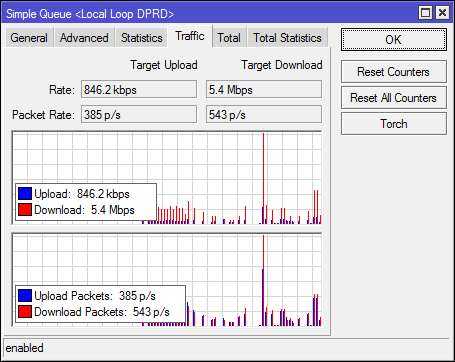 Simple Queue <Local Loop DPRD>
General Advanced Statistics Traffic Total Total Statistics
Target Upload Target Download
Rate: 846.2 kbps 5.4 Mbps
Packet Rate: 385 p/s 543 p/s
Upload: 846.2 kbps
Download: 5.4 Mbps
Upload Packets: 385 p/s
Download Packets: 543 p/s
OK
Reset Counters
Reset All Counters
Torch
enabled